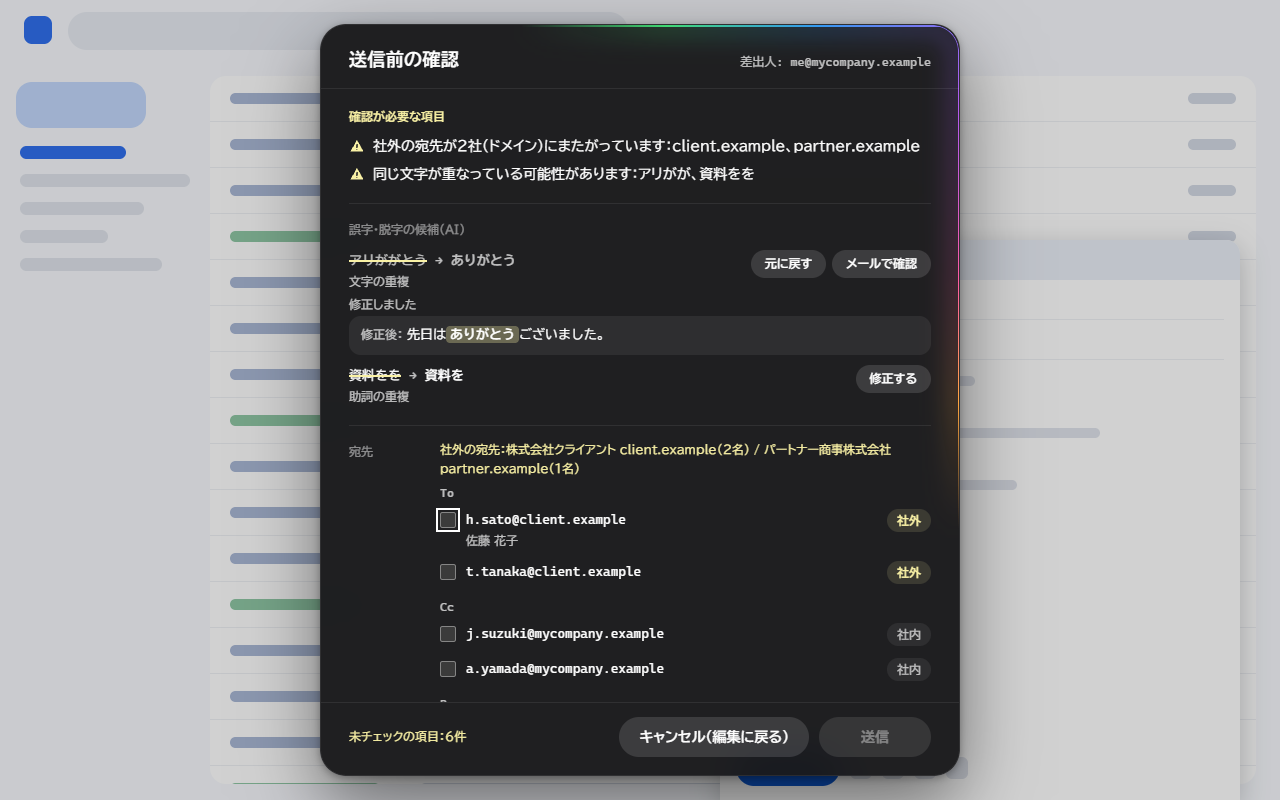 送信前の確認
差出人: me@mycompany.example
確認が必要な項目
社外の宛先が2社(ドメイン)にまたがっています:client.example、partner.example
同じ文字が重なっている可能性があります:アリがが、資料をを
誤字・脱字の候補(AI)
アリががとう → ありがとう
元に戻す
メールで確認
文字の重複
修正しました
修正後: 先日はありがとうございました。
資料をを → 資料を
修正する
助詞の重複
宛先
社外の宛先:株式会社クライアント client.example(2名) / パートナー商事株式会社
partner.example(1名)
To
h.sato@client.example
社外
佐藤 花子
t.tanaka@client.example
社外
Cc
j.suzuki@mycompany.example
社内
a.yamada@mycompany.example
社内
未チェックの項目:6件
キャンセル(編集に戻る)
送信